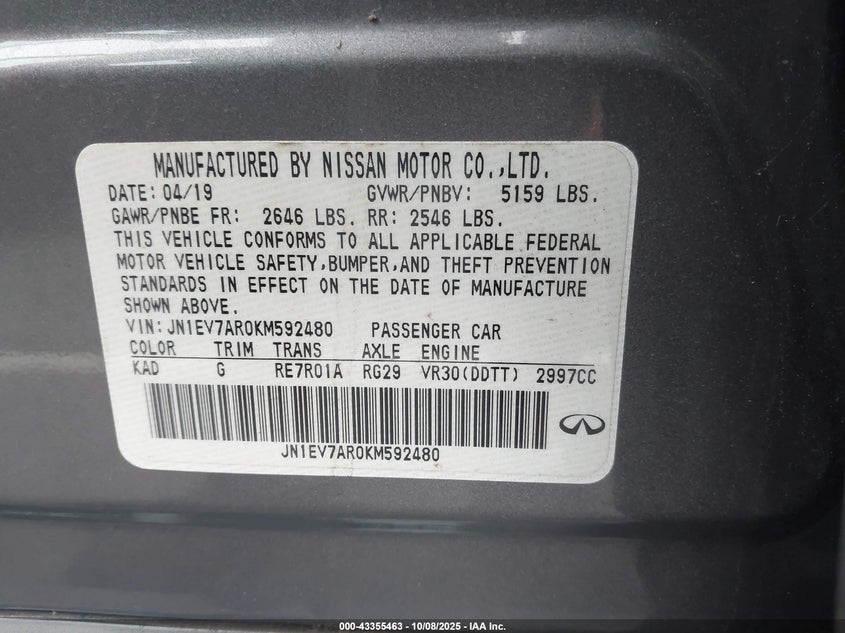 MANUFACTURED BY NISSAN MOTOR CO.,LTD.
DATE: 04/19 GVWR/PNBV: 5159 LBS.
GAWR/PNBE FR: 2646 LBS. RR: 2546 LBS.
THIS VEHICLE CONFORMS TO ALL APPLICABLE FEDERAL
MOTOR VEHICLE SAFETY,BUMPER,AND THEFT PREVENTION
STANDARDS IN EFFECT ON THE DATE OF MANUFACTURE
SHOWN ABOVE.
VIN: JN1EV7AR0KM592480 PASSENGER CAR
COLOR TRIM TRANS AXLE ENGINE
KAD G RE7R01A RG29 VR30(DDTT) 2997CC
JN1EV7AR0KM592480
000-43355463 - 10/08/2025 - IAA Inc.